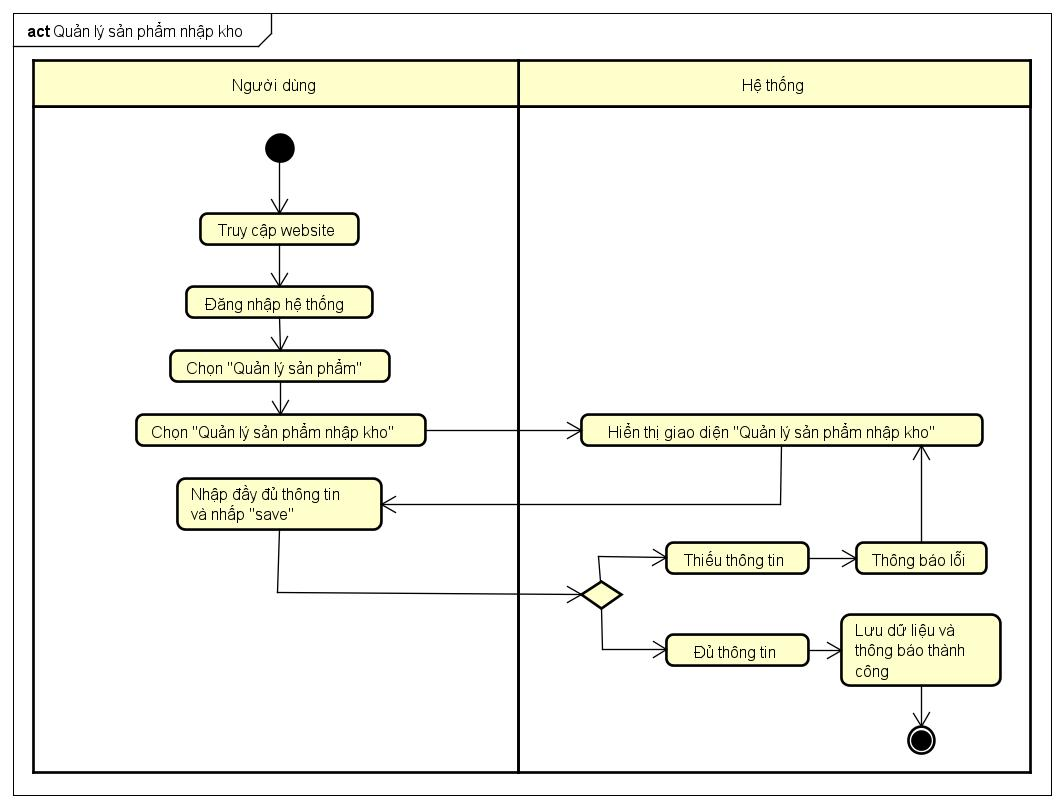 act Quản lý sản phẩm nhập kho
Người dùng
Hệ thống
Truy cập website
Đăng nhập hệ thống
Chọn "Quản lý sản phẩm"
Chọn "Quản lý sản phẩm nhập kho"
Hiển thị giao diện "Quản lý sản phẩm nhập kho"
Nhập đầy đủ thông tin
và nhấp "save"
Thiếu thông tin
Thông báo lỗi
Đủ thông tin
Lưu dữ liệu và
thông báo thành
công